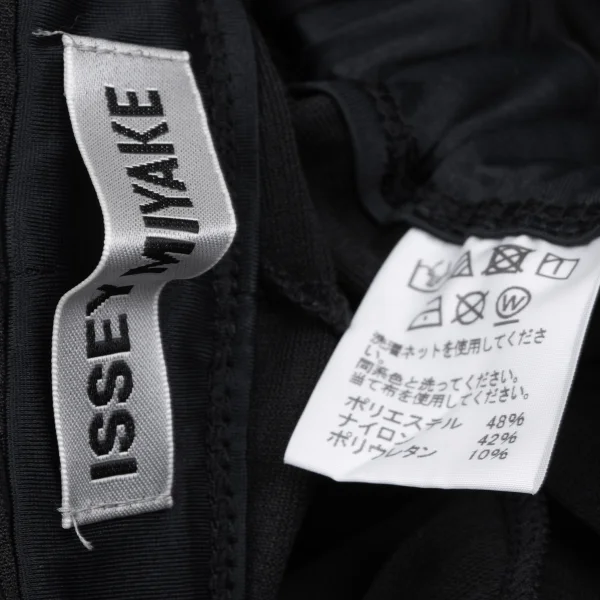 ISSEY MIYAKE
W
洗濯ネットを使用してくださ
い。
同系色と洗ってください。
当て布を使用してください。
ポリエステル 48%
ナイロン 42%
ポリウレタン 10%